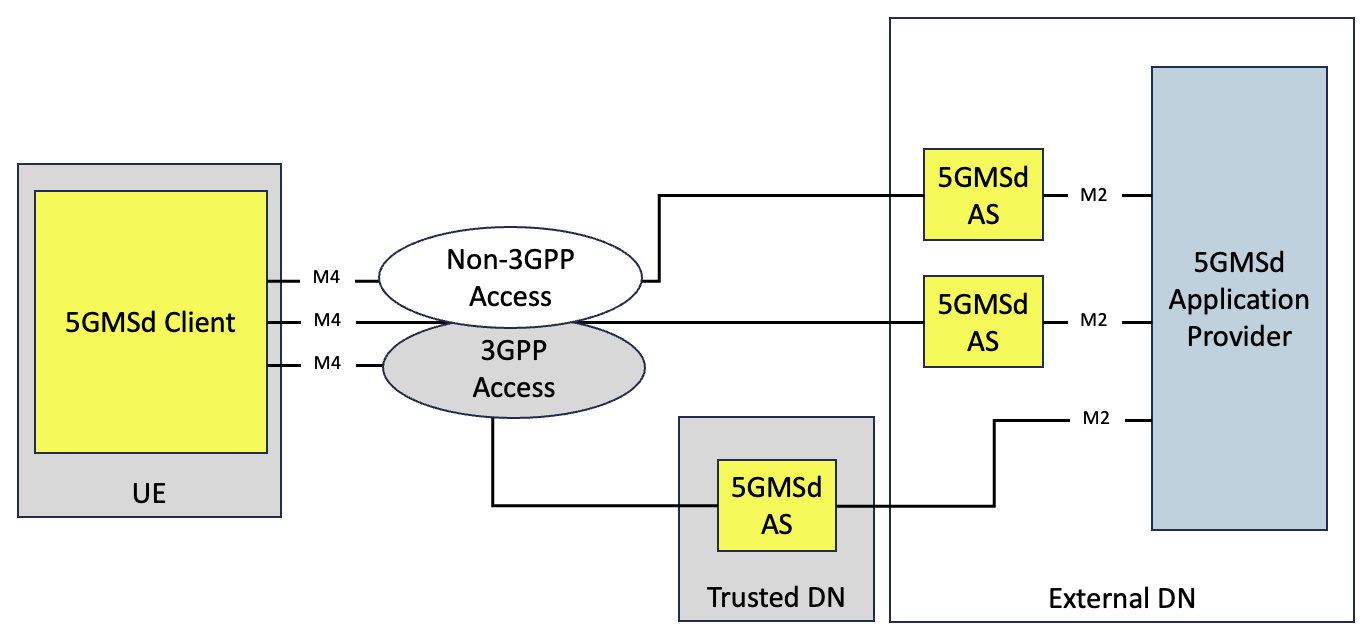 5GMSd Client
UE
M4
M4
M4
Non-3GPP
Access
3GPP
Access
5GMSd
AS
Trusted DN
5GMSd
AS
5GMSd
AS
M2
M2
M2
5GMSd
Application
Provider
External DN